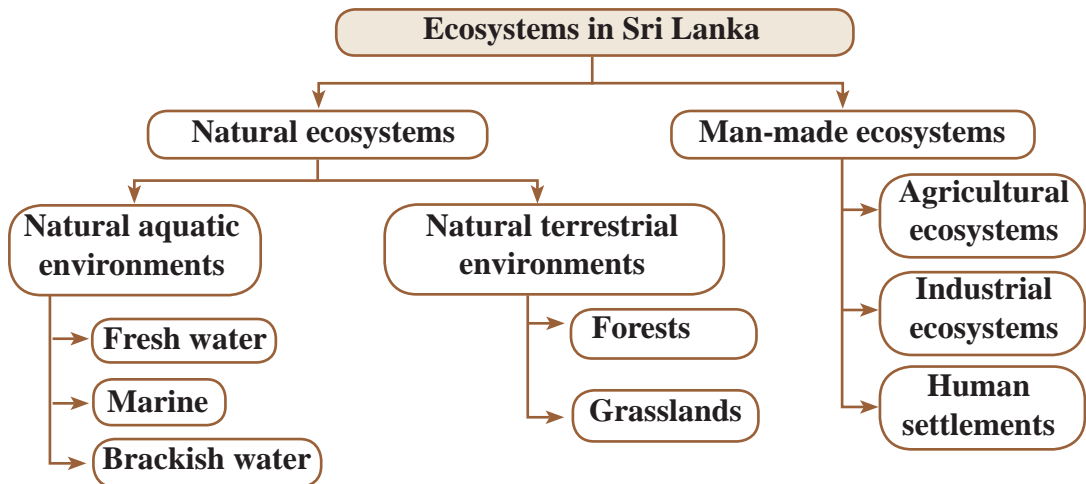 Ecosystems in Sri Lanka
Natural ecosystems
Man-made ecosystems
Natural aquatic
environments
Fresh water
Marine
Brackish water
Natural terrestrial
environments
Forests
Grasslands
Agricultural
ecosystems
Industrial
ecosystems
Human
settlements